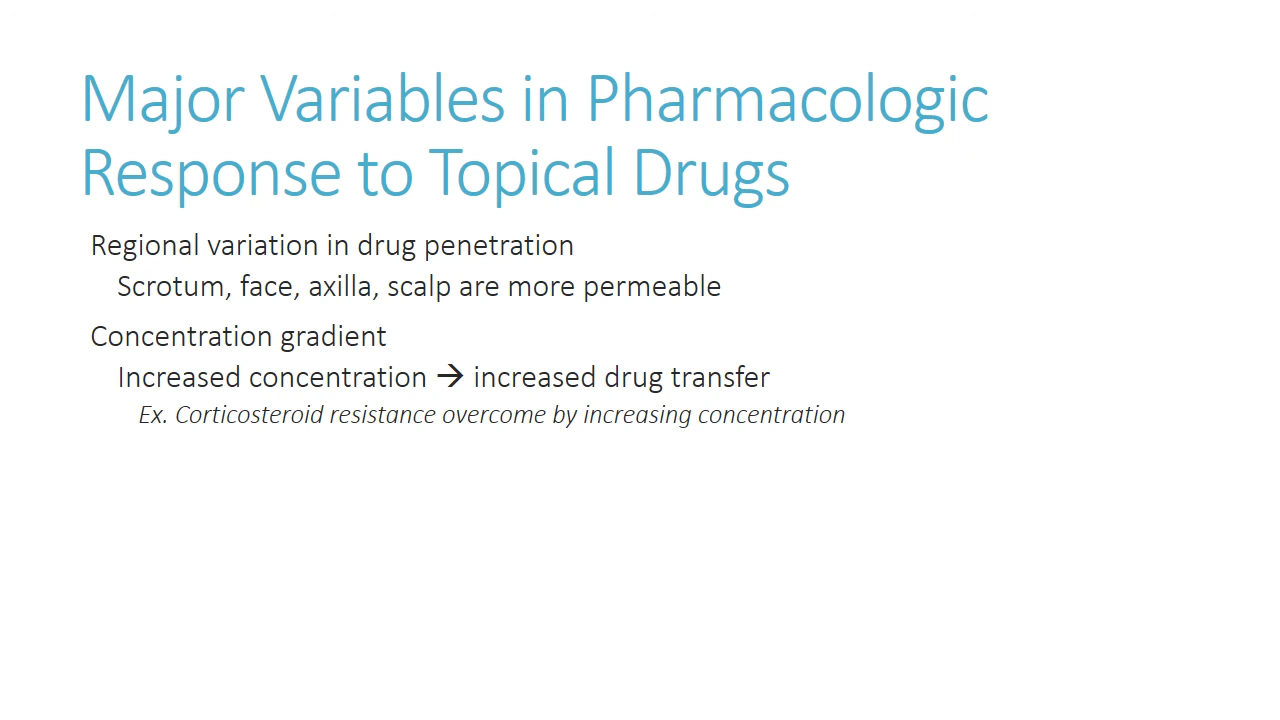 Major Variables in Pharmacologic
Response to Topical Drugs
Regional variation in drug penetration
Scrotum, face, axilla, scalp are more permeable
Concentration gradient
Increased concentration → increased drug transfer
Ex. Corticosteroid resistance overcome by increasing concentration